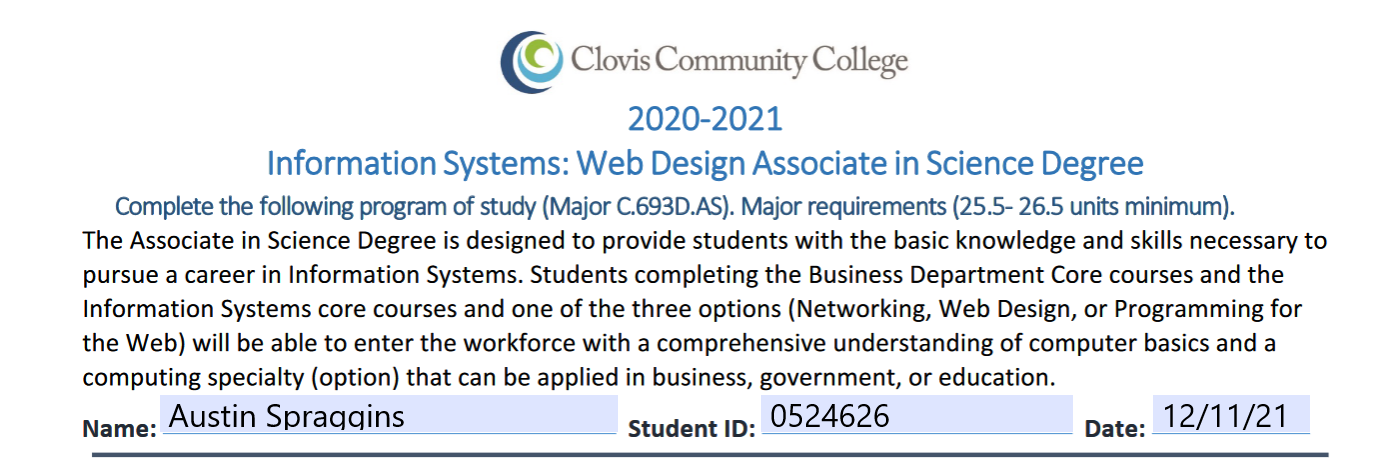 Clovis Community College
2020-2021
Information Systems: Web Design Associate in Science Degree
Complete the following program of study (Major C.693D.AS). Major requirements (25.5- 26.5 units minimum).
The Associate in Science Degree is designed to provide students with the basic knowledge and skills necessary to
pursue a career in Information Systems. Students completing the Business Department Core courses and the
Information Systems core courses and one of the three options (Networking, Web Design, or Programming for
the Web) will be able to enter the workforce with a comprehensive understanding of computer basics and a
computing specialty (option) that can be applied in business, government, or education.
Name: Austin Spraggins Student ID: 0524626 Date: 12/11/21